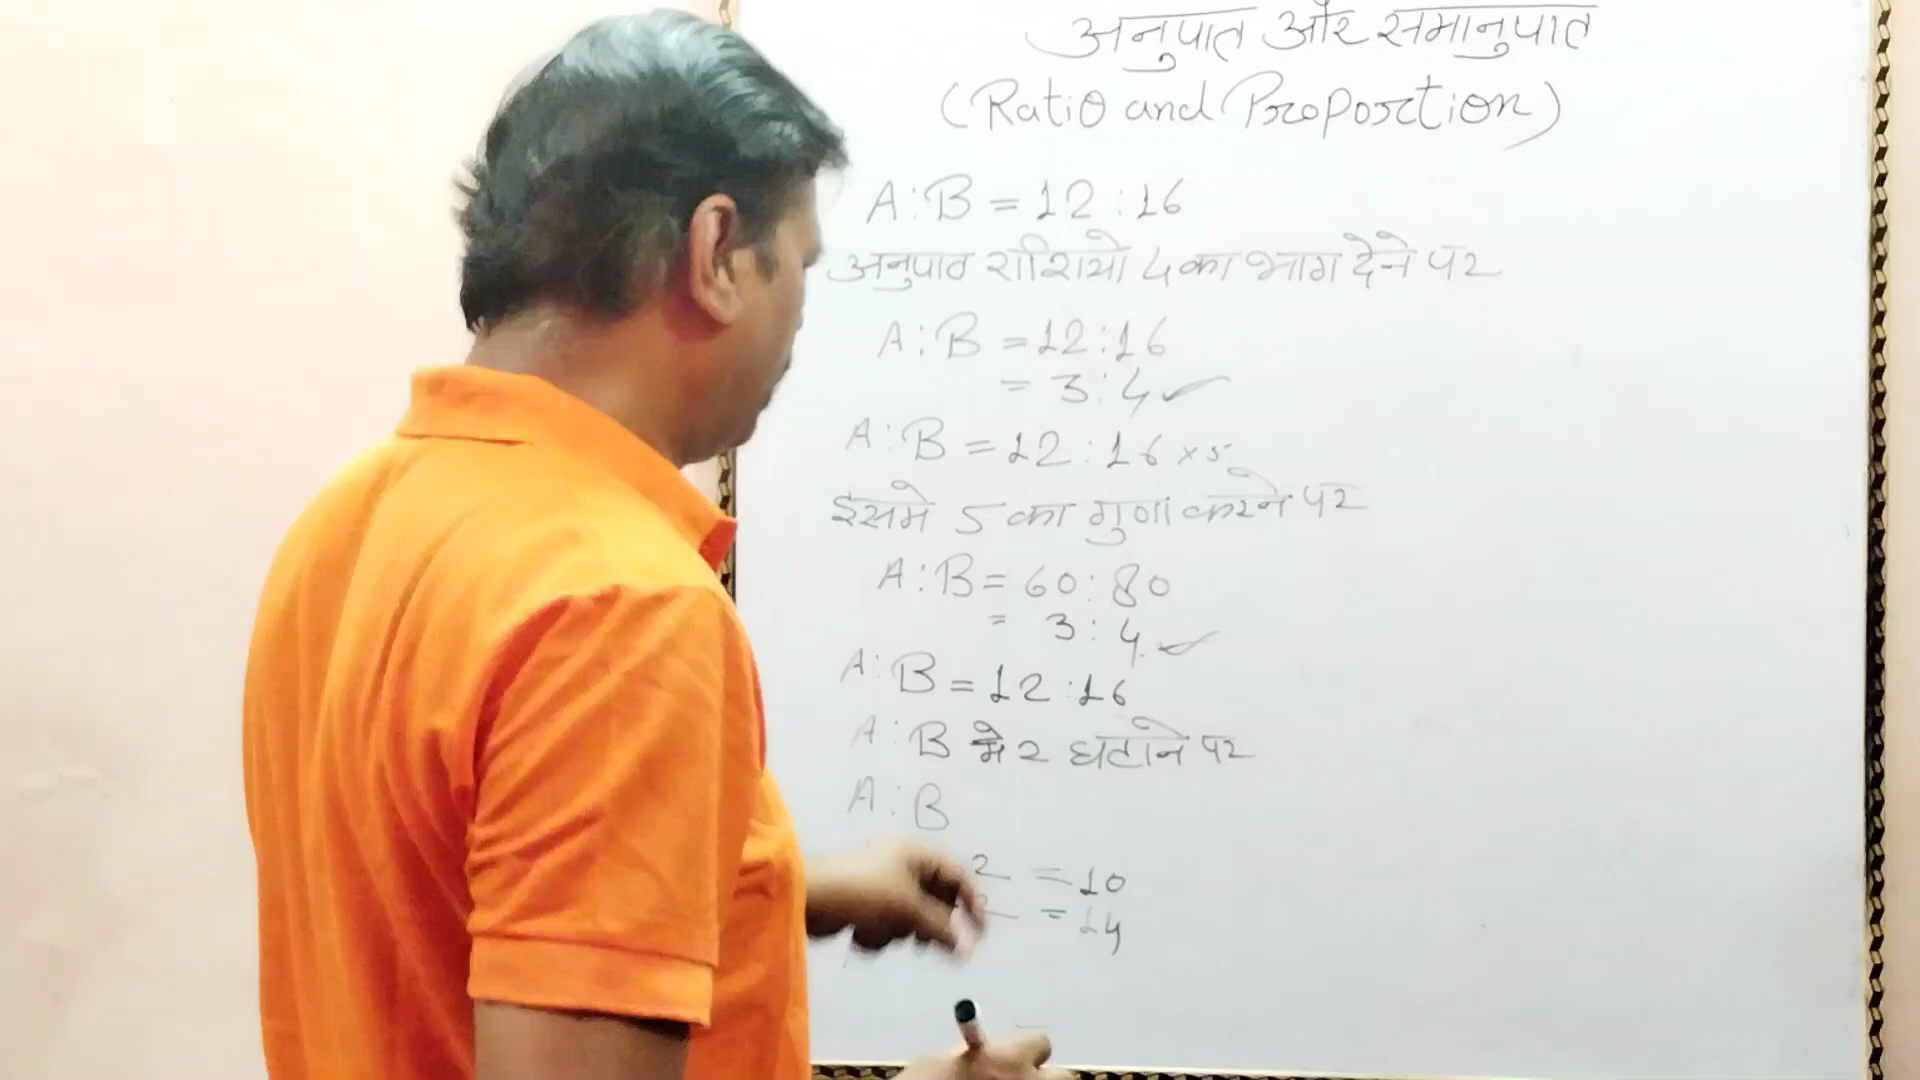 अनुपात और समानुपात
(Ratio and Proportion)
A:B = 12:16
अनुपात राशियो 4 का भाग देने पर
A:B = 12:16
= 3:4 ✓
A:B = 12:16 x 5
इसमे 5 का गुणा करने पर
A:B = 60:80
= 3:4 ✓
A:B = 12:16
A:B मे 2 घटाने पर
A:B
2 = 10
= 14